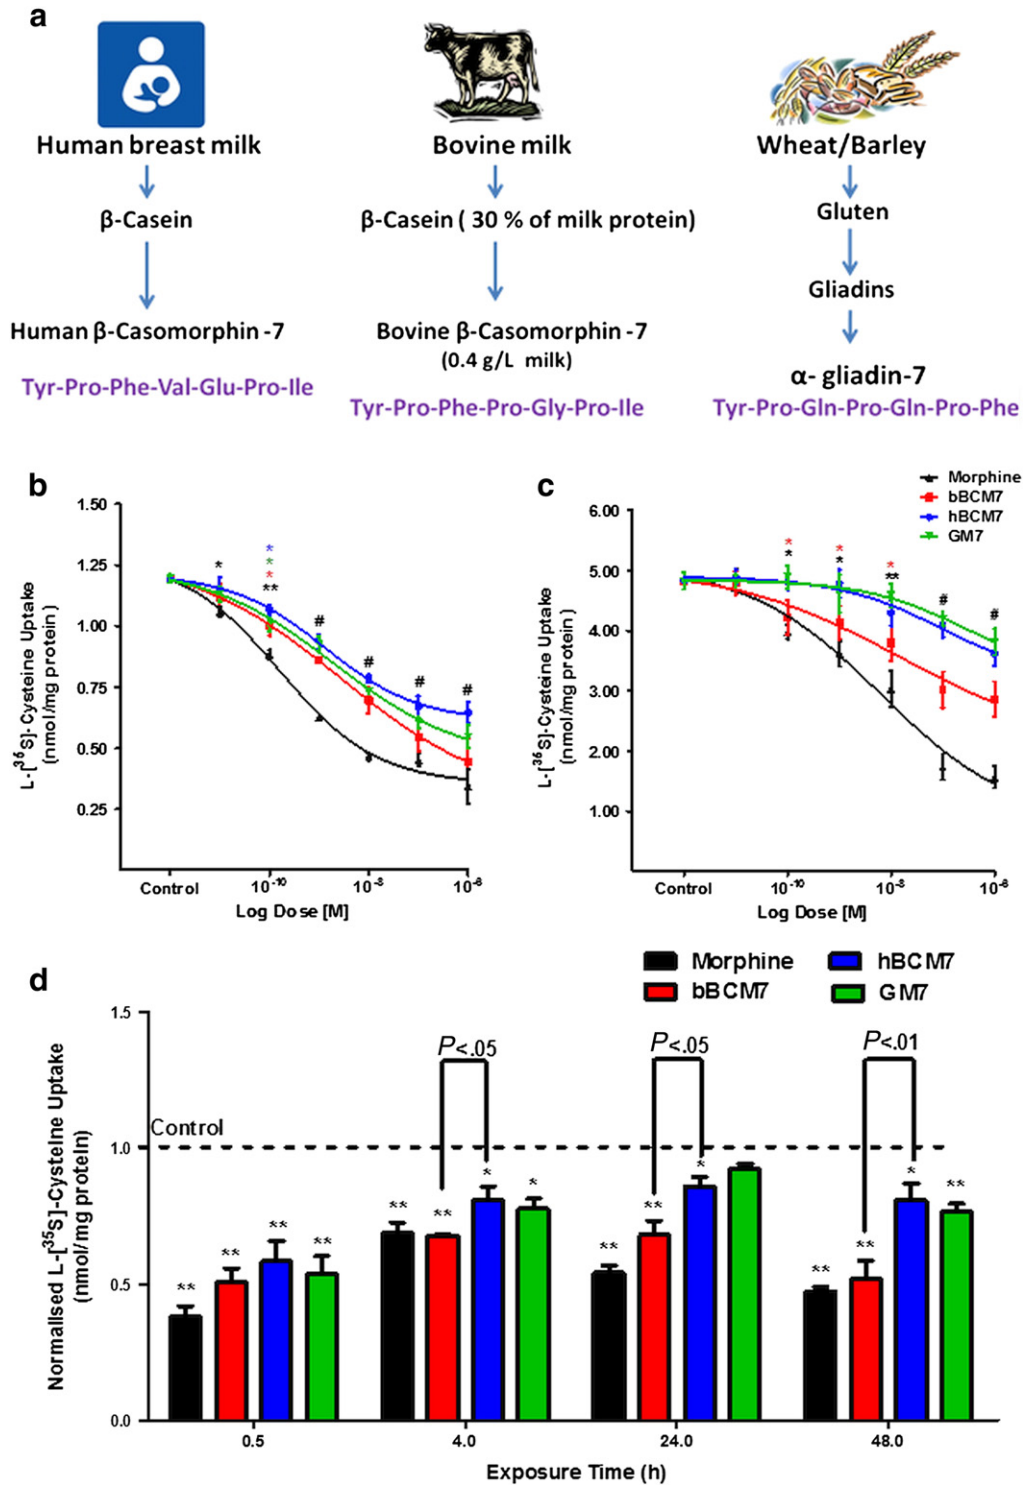 a
Human breast milk
β-Casein
Human β-Casomorphin -7
Tyr-Pro-Phe-Val-Glu-Pro-Ile
Bovine milk
β-Casein ( 30 % of milk protein)
Bovine β-Casomorphin -7
(0.4 g/L milk)
Tyr-Pro-Phe-Pro-Gly-Pro-Ile
Wheat/Barley
Gluten
Gliadins
α- gliadin-7
Tyr-Pro-Gln-Pro-Gln-Pro-Phe
b
L-[³⁵S]-Cysteine Uptake
(nmol/mg protein)
1.50
1.25
1.00
0.75
0.50
0.25
*
*
*
*
**
#
#
#
#
Control
10⁻¹⁰
10⁻⁸
10⁻⁶
Log Dose [M]
c
Morphine
bBCM7
hBCM7
GM7
L-[³⁵S]-Cysteine Uptake
(nmol/mg protein)
6.00
5.00
4.00
3.00
2.00
1.00
*
*
*
*
*
**
#
#
Control
10⁻¹⁰
10⁻⁸
10⁻⁶
Log Dose [M]
d
Morphine
bBCM7
hBCM7
GM7
Normalised L-[³⁵S]-Cysteine Uptake
(nmol/mg protein)
1.5
1.0
0.5
0.0
Control
P<.05
P<.05
P<.01
** ** ** **
** ** * *
** ** *
** ** * **
0.5
4.0
24.0
48.0
Exposure Time (h)